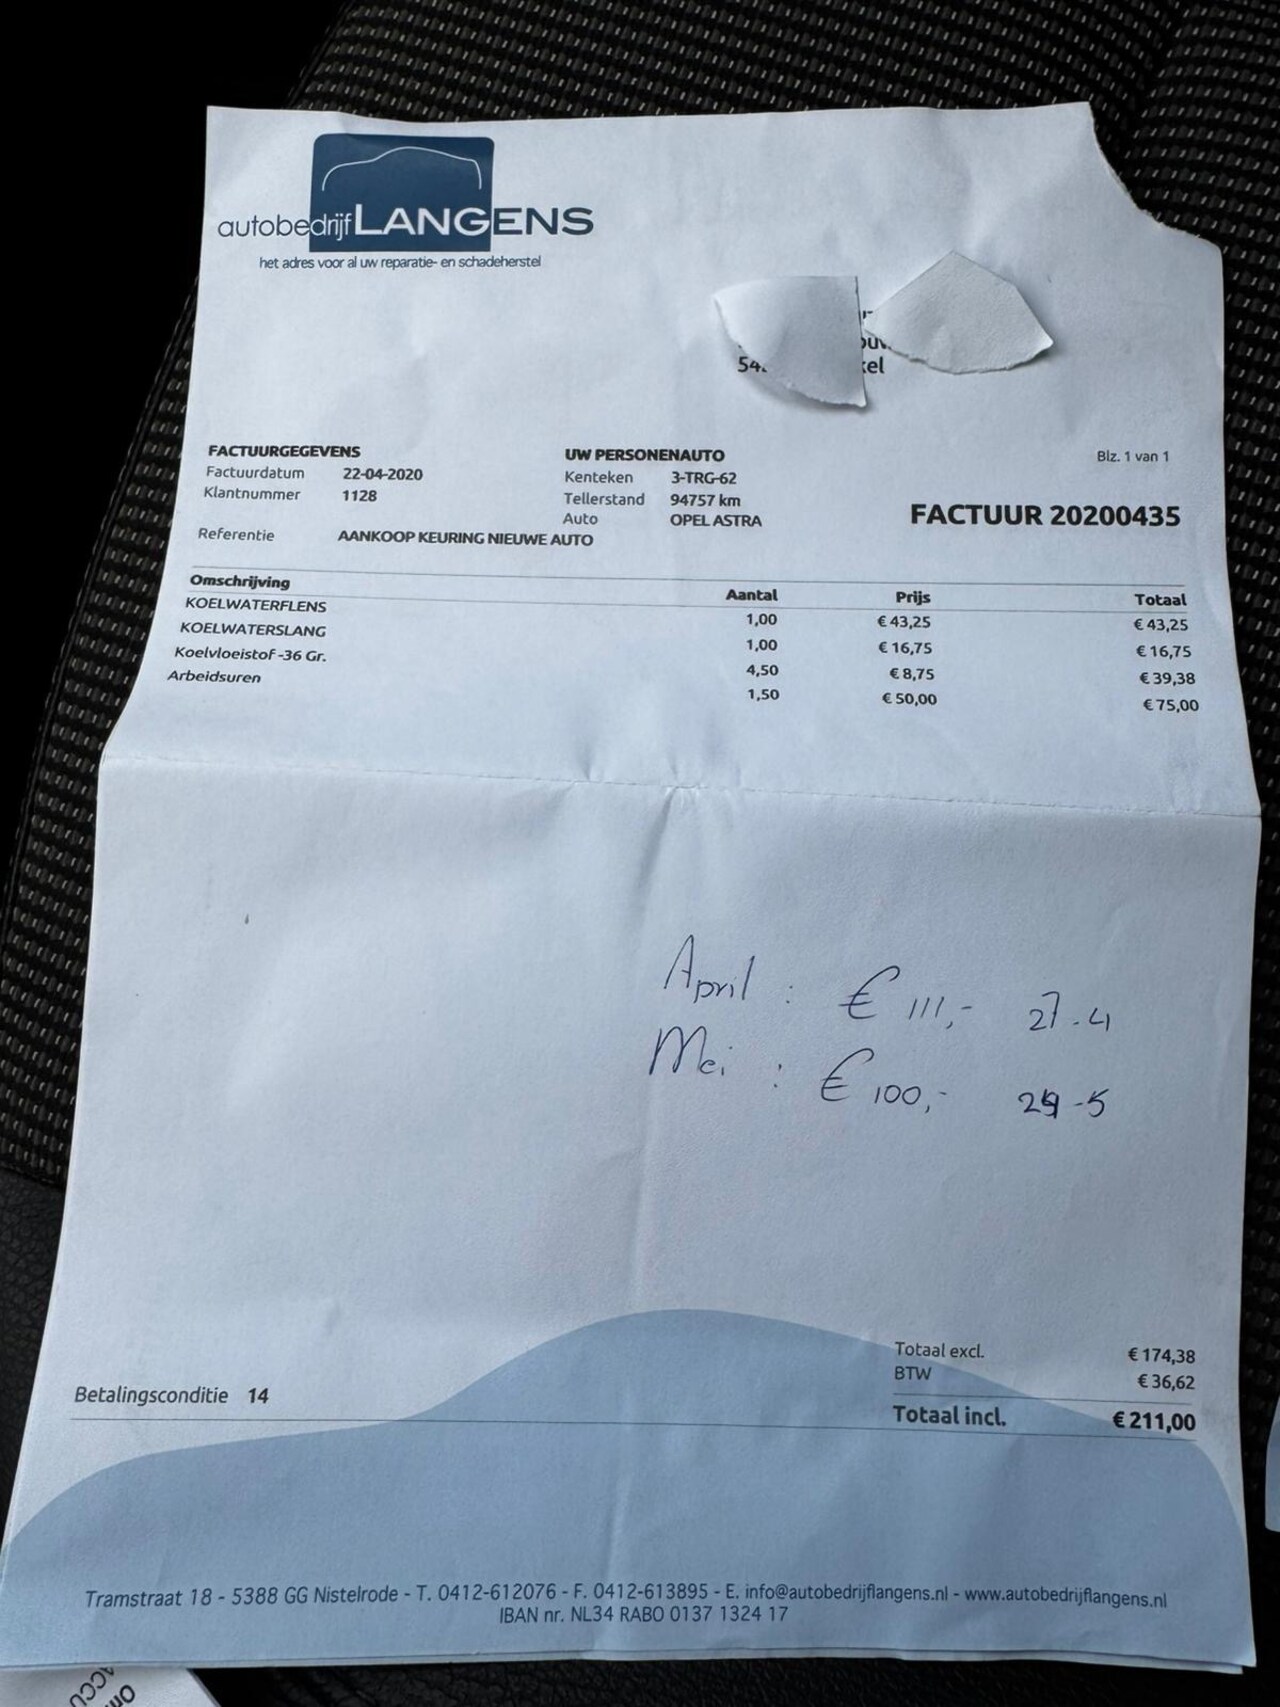 autobedrijf LANGENS
het adres voor al uw reparatie- en schadeherstel
FACTUURGEGEVENS
Factuurdatum 22-04-2020
Klantnummer 1128
Referentie AANKOOP KEURING NIEUWE AUTO
UW PERSONENAUTO
Kenteken 3-TRG-62
Tellerstand 94757 km
Auto OPEL ASTRA
Blz. 1 van 1
FACTUUR 20200435
Omschrijving Aantal Prijs Totaal
KOELWATERFLENS 1,00 € 43,25 € 43,25
KOELWATERSLANG 1,00 € 16,75 € 16,75
Koelvloeistof -36 Gr. 4,50 € 8,75 € 39,38
Arbeidsuren 1,50 € 50,00 € 75,00
April : € 111,- 27-4
Mei : € 100,-
Totaal excl. € 174,38
BTW € 36,62
Betalingsconditie 14
Totaal incl. € 211,00
Tramstraat 18 - 5388 GG Nistelrode - T. 0412-612076 - F. 0412-613895 - E. info@autobedrijflangens.nl - www.autobedrijflangens.nl
IBAN nr. NL34 RABO 0137 1324 17